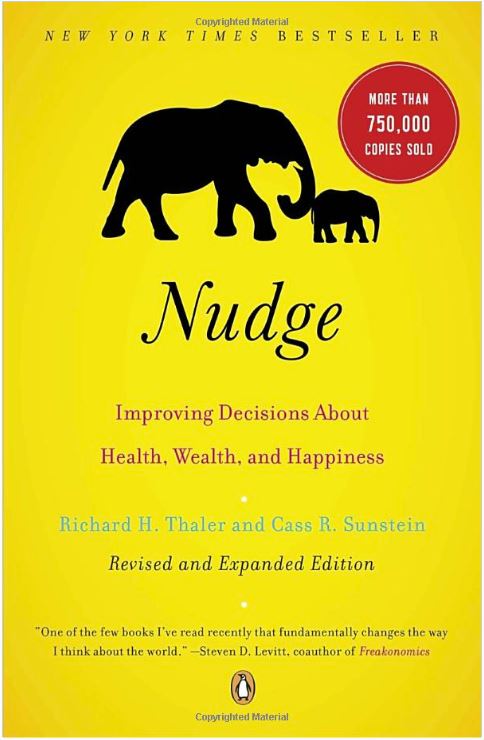 Copyrighted Material
NEW YORK TIMES BESTSELLER
MORE THAN
750,000
COPIES SOLD
Nudge
Improving Decisions About
Health, Wealth, and Happiness
Richard H. Thaler and Cass R. Sunstein
Revised and Expanded Edition
"One of the few books I've read recently that fundamentally changes the way
I think about the world." —Steven D. Levitt, coauthor of Freakonomics
Copyrighted Material